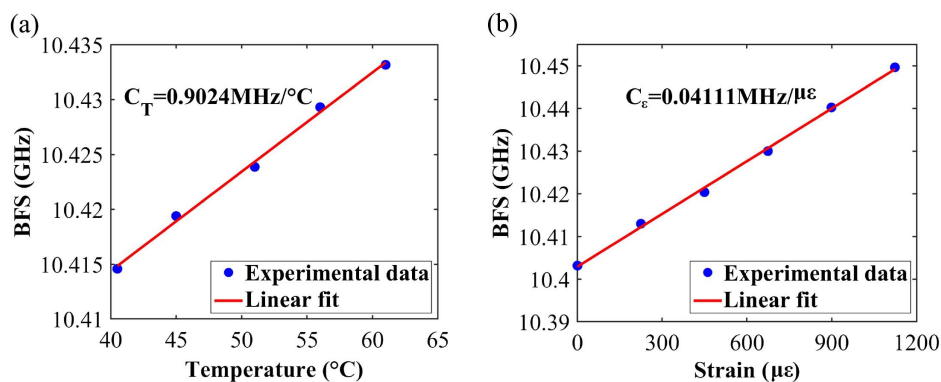 (a)
10.435
10.43
10.425
10.42
10.415
10.41
BFS (GHz)
C_T=0.9024MHz/°C
Experimental data
Linear fit
40
45
50
55
60
65
Temperature (°C)
(b)
10.45
10.44
10.43
10.42
10.41
10.4
10.39
BFS (GHz)
C_ε=0.04111MHz/με
Experimental data
Linear fit
0
300
600
900
1200
Strain (με)